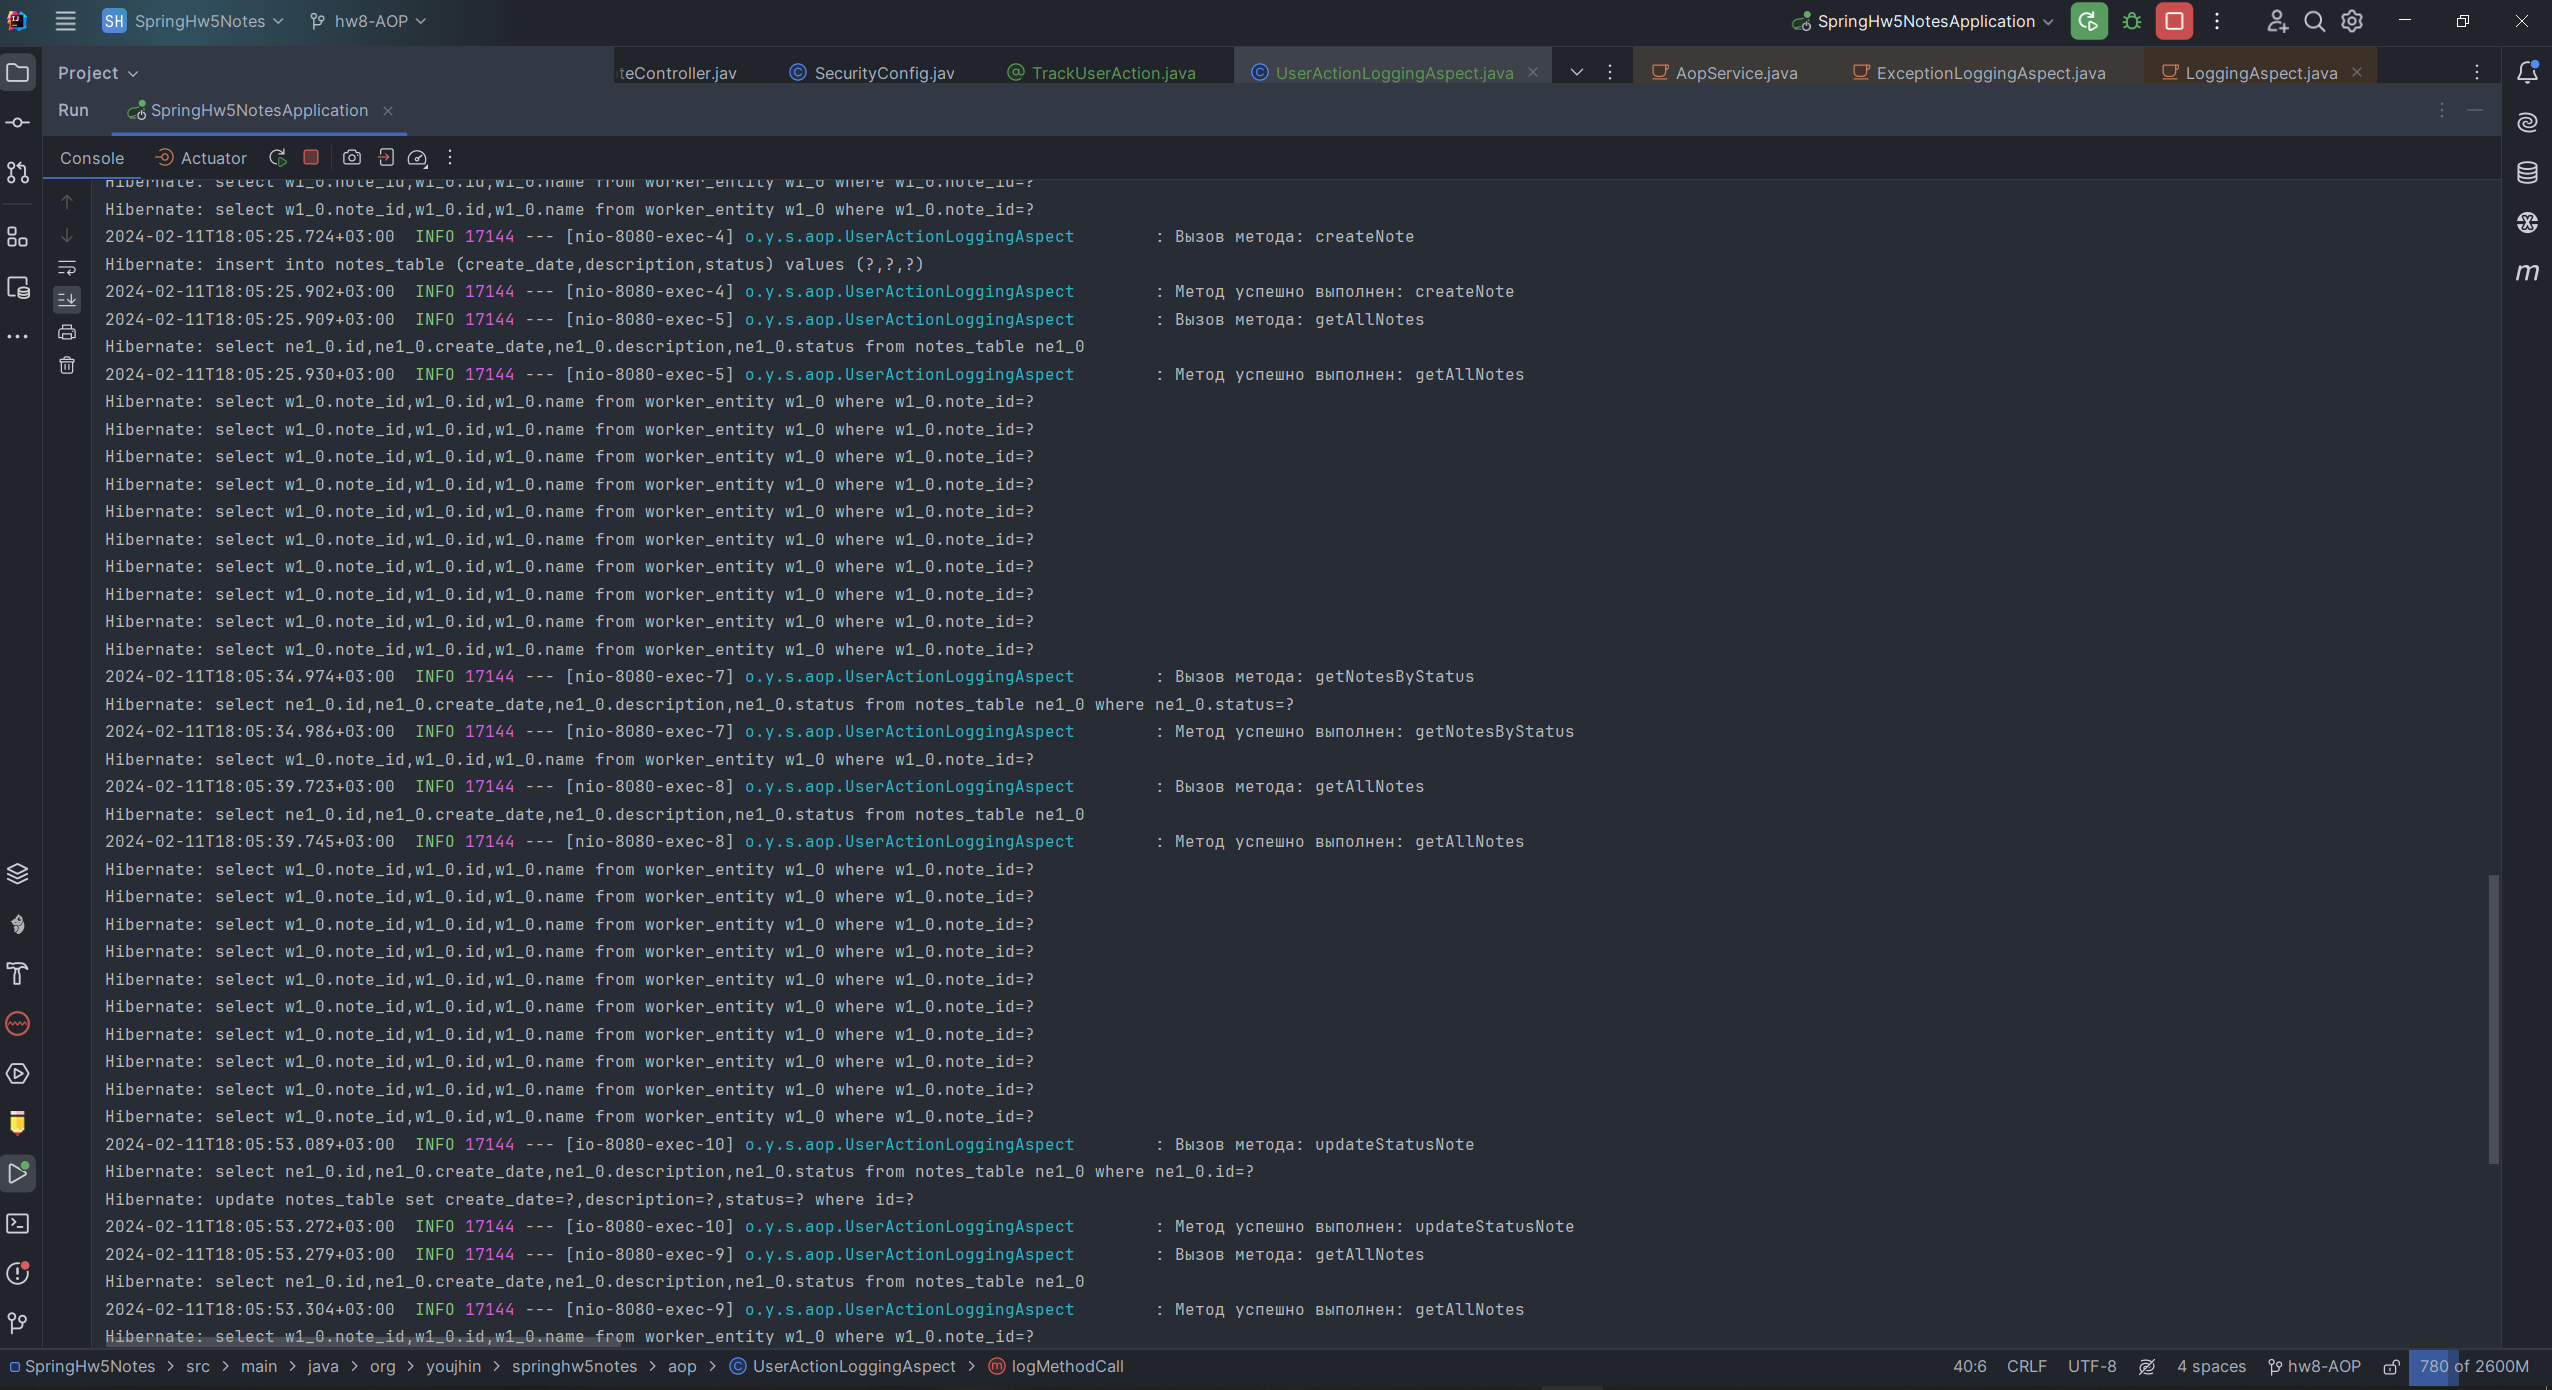 SH SpringHw5Notes hw8-AOP SpringHw5NotesApplication
Project teController.jav SecurityConfig.jav TrackUserAction.java UserActionLoggingAspect.java AopService.java ExceptionLoggingAspect.java LoggingAspect.java
Run SpringHw5NotesApplication
Console Actuator
Hibernate: select w1_0.note_id,w1_0.id,w1_0.name from worker_entity w1_0 where w1_0.note_id=?
Hibernate: select w1_0.note_id,w1_0.id,w1_0.name from worker_entity w1_0 where w1_0.note_id=?
2024-02-11T18:05:25.724+03:00 INFO 17144 --- [nio-8080-exec-4] o.y.s.aop.UserActionLoggingAspect : Вызов метода: createNote
Hibernate: insert into notes_table (create_date,description,status) values (?,?,?)
2024-02-11T18:05:25.902+03:00 INFO 17144 --- [nio-8080-exec-4] o.y.s.aop.UserActionLoggingAspect : Метод успешно выполнен: createNote
2024-02-11T18:05:25.909+03:00 INFO 17144 --- [nio-8080-exec-5] o.y.s.aop.UserActionLoggingAspect : Вызов метода: getAllNotes
Hibernate: select ne1_0.id,ne1_0.create_date,ne1_0.description,ne1_0.status from notes_table ne1_0
2024-02-11T18:05:25.930+03:00 INFO 17144 --- [nio-8080-exec-5] o.y.s.aop.UserActionLoggingAspect : Метод успешно выполнен: getAllNotes
Hibernate: select w1_0.note_id,w1_0.id,w1_0.name from worker_entity w1_0 where w1_0.note_id=?
Hibernate: select w1_0.note_id,w1_0.id,w1_0.name from worker_entity w1_0 where w1_0.note_id=?
Hibernate: select w1_0.note_id,w1_0.id,w1_0.name from worker_entity w1_0 where w1_0.note_id=?
Hibernate: select w1_0.note_id,w1_0.id,w1_0.name from worker_entity w1_0 where w1_0.note_id=?
Hibernate: select w1_0.note_id,w1_0.id,w1_0.name from worker_entity w1_0 where w1_0.note_id=?
Hibernate: select w1_0.note_id,w1_0.id,w1_0.name from worker_entity w1_0 where w1_0.note_id=?
Hibernate: select w1_0.note_id,w1_0.id,w1_0.name from worker_entity w1_0 where w1_0.note_id=?
Hibernate: select w1_0.note_id,w1_0.id,w1_0.name from worker_entity w1_0 where w1_0.note_id=?
Hibernate: select w1_0.note_id,w1_0.id,w1_0.name from worker_entity w1_0 where w1_0.note_id=?
Hibernate: select w1_0.note_id,w1_0.id,w1_0.name from worker_entity w1_0 where w1_0.note_id=?
2024-02-11T18:05:34.974+03:00 INFO 17144 --- [nio-8080-exec-7] o.y.s.aop.UserActionLoggingAspect : Вызов метода: getNotesByStatus
Hibernate: select ne1_0.id,ne1_0.create_date,ne1_0.description,ne1_0.status from notes_table ne1_0 where ne1_0.status=?
2024-02-11T18:05:34.986+03:00 INFO 17144 --- [nio-8080-exec-7] o.y.s.aop.UserActionLoggingAspect : Метод успешно выполнен: getNotesByStatus
Hibernate: select w1_0.note_id,w1_0.id,w1_0.name from worker_entity w1_0 where w1_0.note_id=?
2024-02-11T18:05:39.723+03:00 INFO 17144 --- [nio-8080-exec-8] o.y.s.aop.UserActionLoggingAspect : Вызов метода: getAllNotes
Hibernate: select ne1_0.id,ne1_0.create_date,ne1_0.description,ne1_0.status from notes_table ne1_0
2024-02-11T18:05:39.745+03:00 INFO 17144 --- [nio-8080-exec-8] o.y.s.aop.UserActionLoggingAspect : Метод успешно выполнен: getAllNotes
Hibernate: select w1_0.note_id,w1_0.id,w1_0.name from worker_entity w1_0 where w1_0.note_id=?
Hibernate: select w1_0.note_id,w1_0.id,w1_0.name from worker_entity w1_0 where w1_0.note_id=?
Hibernate: select w1_0.note_id,w1_0.id,w1_0.name from worker_entity w1_0 where w1_0.note_id=?
Hibernate: select w1_0.note_id,w1_0.id,w1_0.name from worker_entity w1_0 where w1_0.note_id=?
Hibernate: select w1_0.note_id,w1_0.id,w1_0.name from worker_entity w1_0 where w1_0.note_id=?
Hibernate: select w1_0.note_id,w1_0.id,w1_0.name from worker_entity w1_0 where w1_0.note_id=?
Hibernate: select w1_0.note_id,w1_0.id,w1_0.name from worker_entity w1_0 where w1_0.note_id=?
Hibernate: select w1_0.note_id,w1_0.id,w1_0.name from worker_entity w1_0 where w1_0.note_id=?
Hibernate: select w1_0.note_id,w1_0.id,w1_0.name from worker_entity w1_0 where w1_0.note_id=?
Hibernate: select w1_0.note_id,w1_0.id,w1_0.name from worker_entity w1_0 where w1_0.note_id=?
2024-02-11T18:05:53.089+03:00 INFO 17144 --- [io-8080-exec-10] o.y.s.aop.UserActionLoggingAspect : Вызов метода: updateStatusNote
Hibernate: select ne1_0.id,ne1_0.create_date,ne1_0.description,ne1_0.status from notes_table ne1_0 where ne1_0.id=?
Hibernate: update notes_table set create_date=?,description=?,status=? where id=?
2024-02-11T18:05:53.272+03:00 INFO 17144 --- [io-8080-exec-10] o.y.s.aop.UserActionLoggingAspect : Метод успешно выполнен: updateStatusNote
2024-02-11T18:05:53.279+03:00 INFO 17144 --- [nio-8080-exec-9] o.y.s.aop.UserActionLoggingAspect : Вызов метода: getAllNotes
Hibernate: select ne1_0.id,ne1_0.create_date,ne1_0.description,ne1_0.status from notes_table ne1_0
2024-02-11T18:05:53.304+03:00 INFO 17144 --- [nio-8080-exec-9] o.y.s.aop.UserActionLoggingAspect : Метод успешно выполнен: getAllNotes
Hibernate: select w1_0.note_id,w1_0.id,w1_0.name from worker_entity w1_0 where w1_0.note_id=?
SpringHw5Notes > src > main > java > org > youjhin > springhw5notes > aop > UserActionLoggingAspect > logMethodCall 40:6 CRLF UTF-8 4 spaces hw8-AOP 780 of 2600M